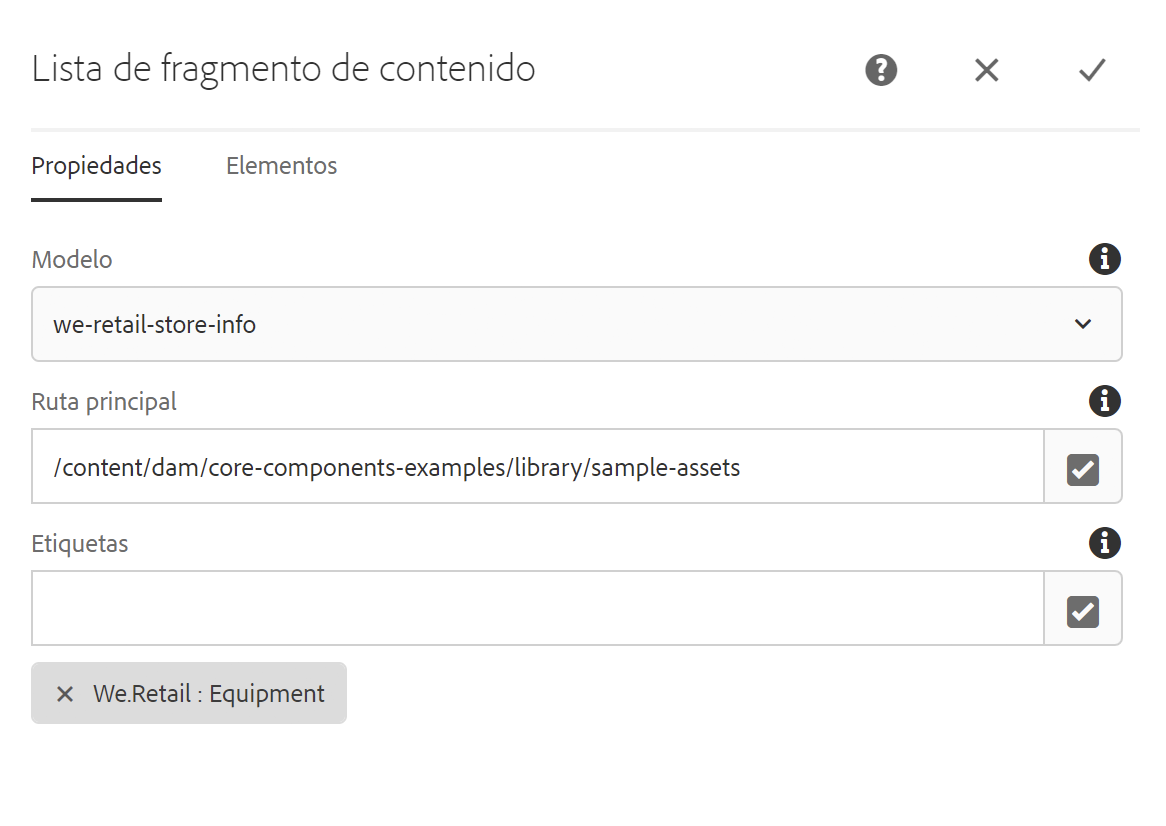 Lista de fragmento de contenido
Propiedades Elementos
Modelo
we-retail-store-info
Ruta principal
/content/dam/core-components-examples/library/sample-assets
Etiquetas
We.Retail : Equipment